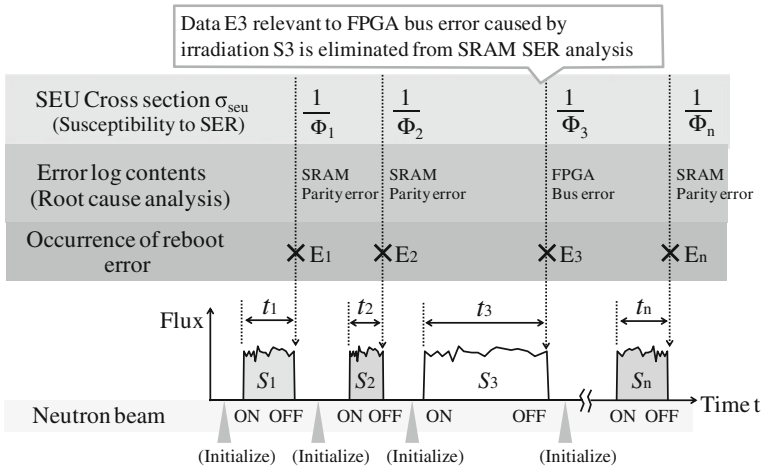 Data E3 relevant to FPGA bus error caused by
irradiation S3 is eliminated from SRAM SER analysis
SEU Cross section σseu
(Susceptibility to SER)
1/Φ1 1/Φ2 1/Φ3 1/Φn
Error log contents
(Root cause analysis)
SRAM
Parity error
SRAM
Parity error
FPGA
Bus error
SRAM
Parity error
Occurrence of reboot
error
E1 E2 E3 En
Flux
t1 t2 t3 tn
S1 S2 S3 Sn
Time t
Neutron beam
ON OFF ON OFF ON OFF ON OFF
(Initialize) (Initialize) (Initialize) (Initialize)